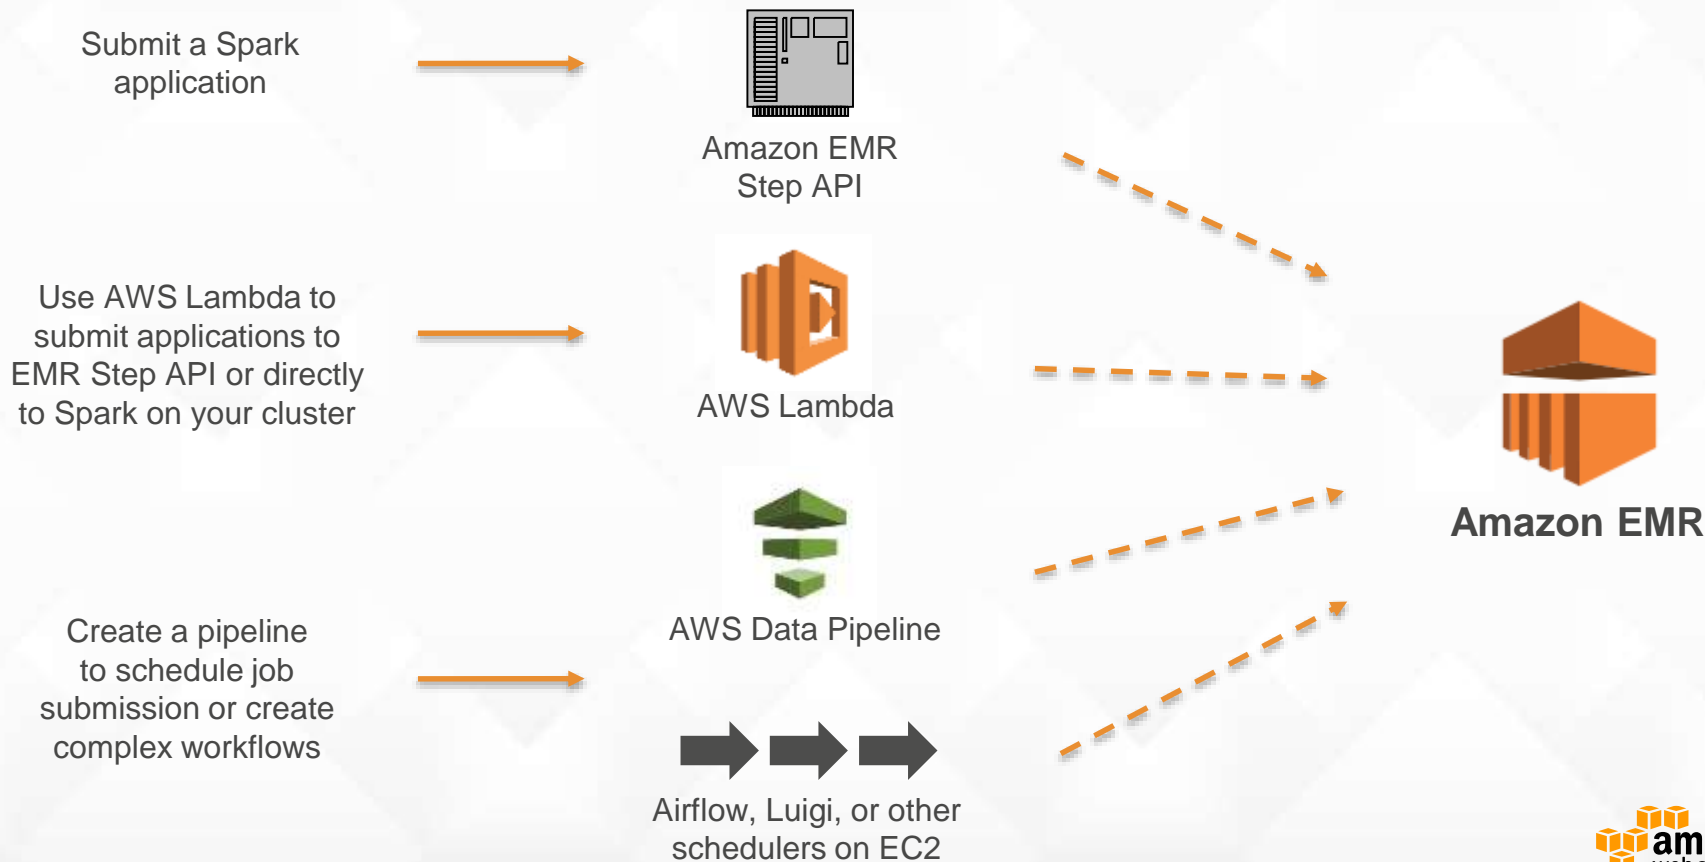 Submit a Spark
application
Amazon EMR
Step API
Use AWS Lambda to
submit applications to
EMR Step API or directly
to Spark on your cluster
AWS Lambda
Amazon EMR
AWS Data Pipeline
Create a pipeline
to schedule job
submission or create
complex workflows
Airflow, Luigi, or other
schedulers on EC2
am